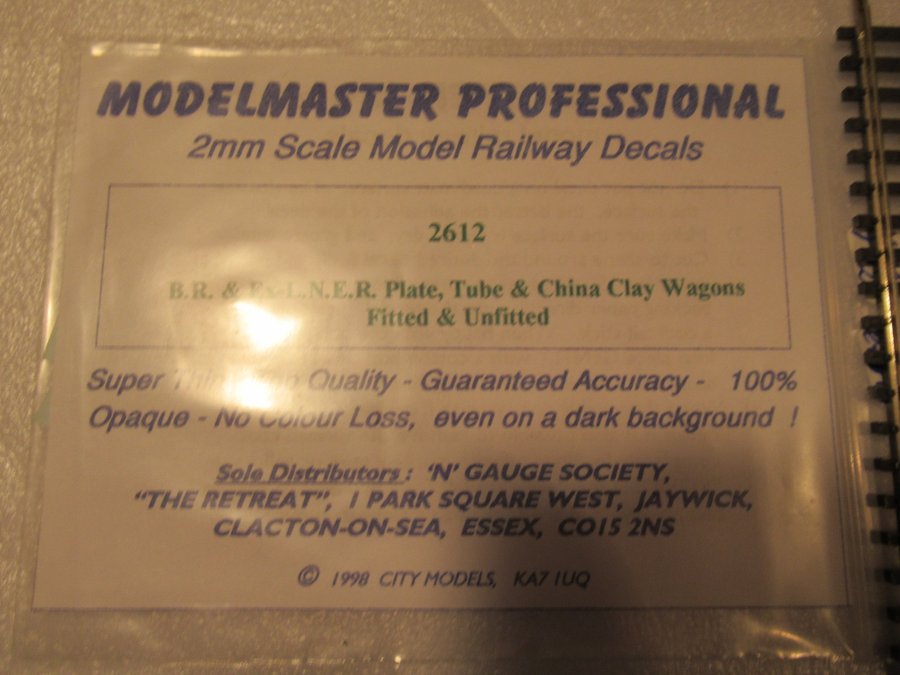 MODELMASTER PROFESSIONAL
2mm Scale Model Railway Decals
2612
B.R. & Ex-L.N.E.R. Plate, Tube & China Clay Wagons
Fitted & Unfitted
Super Thin - Top Quality - Guaranteed Accuracy - 100%
Opaque - No Colour Loss, even on a dark background !
Sole Distributors : 'N' GAUGE SOCIETY,
"THE RETREAT", 1 PARK SQUARE WEST, JAYWICK,
CLACTON-ON-SEA, ESSEX, CO15 2NS
© 1998 CITY MODELS, KA7 1UQ